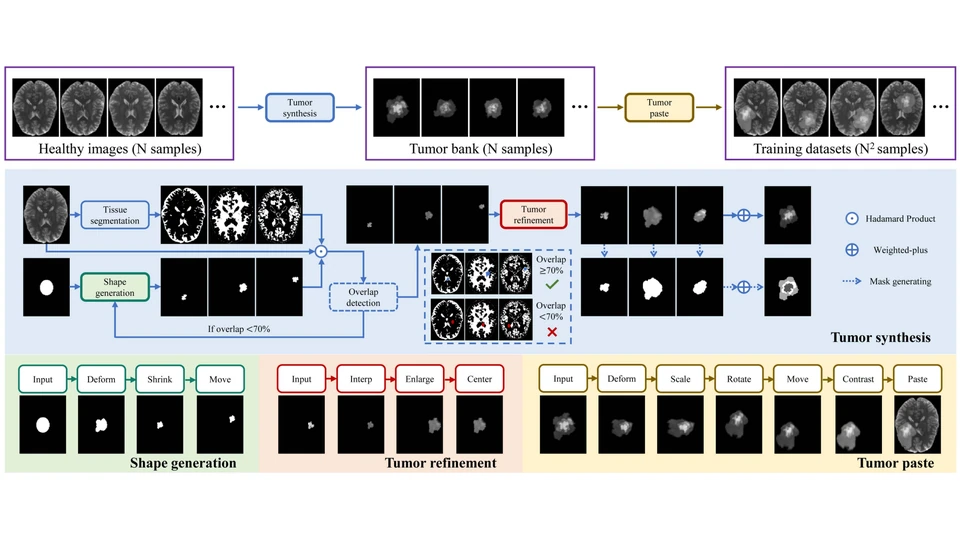 Tumor
synthesis
Tumor
paste
...
...
...
Healthy images (N samples)
Tumor bank (N samples)
Training datasets (N² samples)
Tissue
segmentation
Tumor
refinement
Hadamard Product
Weighted-plus
Mask generating
Shape
generation
Overlap
detection
Overlap
≥70%
Overlap
<70%
If overlap <70%
Tumor synthesis
Input
Deform
Shrink
Move
Shape generation
Input
Interp
Enlarge
Center
Tumor refinement
Input
Deform
Scale
Rotate
Move
Contrast
Paste
Tumor paste